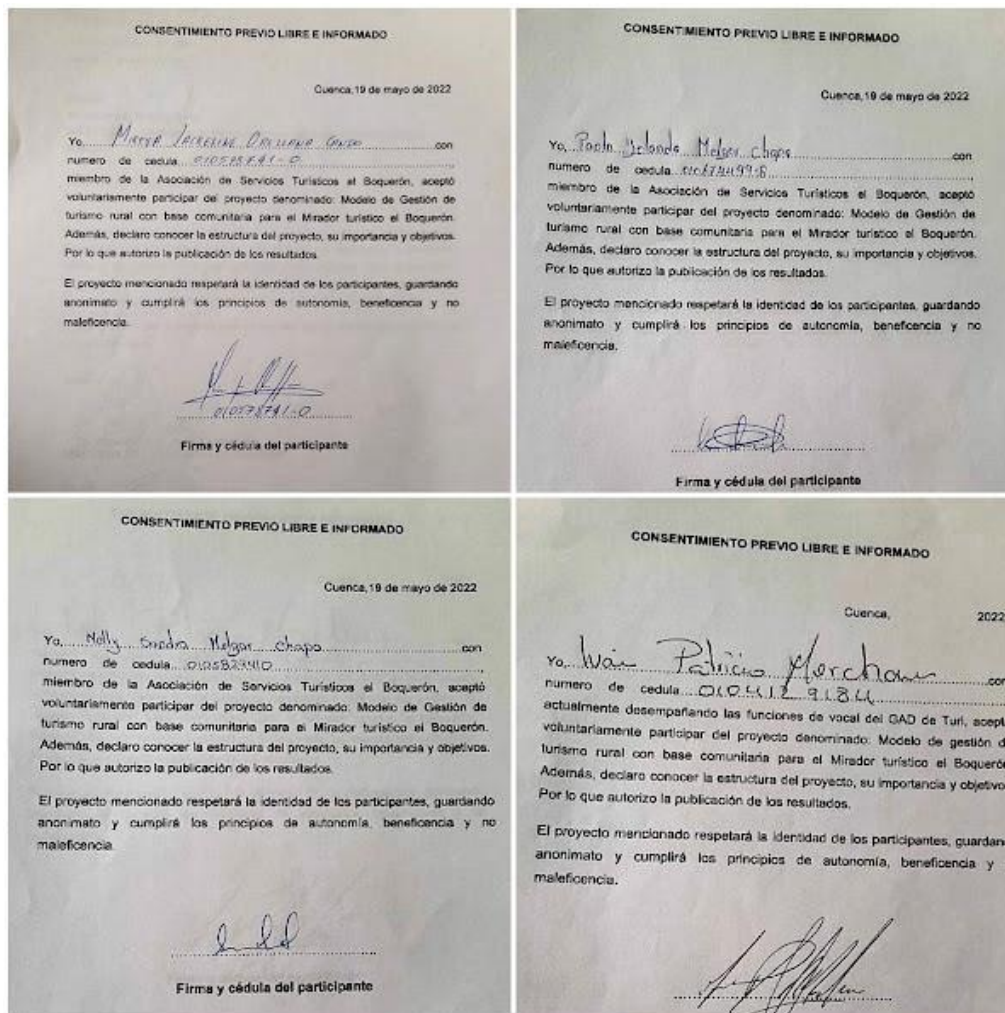 CONSENTIMIENTO PREVIO LIBRE E INFORMADO
Cuenca, 19 de mayo de 2022
Yo, con
numero de cedula
miembro de la Asociación de Servicios Turísticos el Boquerón, aceptó
voluntariamente participar del proyecto denominado: Modelo de Gestión de
turismo rural con base comunitaria para el Mirador turístico el Boquerón.
Además, declaro conocer la estructura del proyecto, su importancia y objetivos.
Por lo que autorizo la publicación de los resultados.
El proyecto mencionado respetará la identidad de los participantes, guardando
anonimato y cumplirá los principios de autonomía, beneficencia y no
maleficencia.
Firma y cédula del participante
CONSENTIMIENTO PREVIO LIBRE E INFORMADO
Cuenca, 19 de mayo de 2022
Yo, Paola Yolanda Melgar Chapa con
numero de cedula
miembro de la Asociación de Servicios Turísticos el Boquerón, aceptó
voluntariamente participar del proyecto denominado: Modelo de Gestión de
turismo rural con base comunitaria para el Mirador turístico el Boquerón.
Además, declaro conocer la estructura del proyecto, su importancia y objetivos.
Por lo que autorizo la publicación de los resultados.
El proyecto mencionado respetará la identidad de los participantes, guardando
anonimato y cumplirá los principios de autonomía, beneficencia y no
maleficencia.
Firma y cédula del participante
CONSENTIMIENTO PREVIO LIBRE E INFORMADO
Cuenca, 19 de mayo de 2022
Yo, Nelly Sandra Melgar Chapa con
numero de cedula
miembro de la Asociación de Servicios Turísticos el Boquerón, aceptó
voluntariamente participar del proyecto denominado: Modelo de Gestión de
turismo rural con base comunitaria para el Mirador turístico el Boquerón.
Además, declaro conocer la estructura del proyecto, su importancia y objetivos.
Por lo que autorizo la publicación de los resultados.
El proyecto mencionado respetará la identidad de los participantes, guardando
anonimato y cumplirá los principios de autonomía, beneficencia y no
maleficencia.
Firma y cédula del participante
CONSENTIMIENTO PREVIO LIBRE E INFORMADO
Cuenca, 2022
Yo, Patricio Merchan con
numero de cedula 0104129184
actualmente desempañando las funciones de vocal del GAD de Turi, acept
voluntariamente participar del proyecto denominado: Modelo de gestión d
turismo rural con base comunitaria para el Mirador turístico el Boqueró
Además, declaro conocer la estructura del proyecto, su importancia y objetivo
Por lo que autorizo la publicación de los resultados.
El proyecto mencionado respetará la identidad de los participantes, guardan
anonimato y cumplirá los principios de autonomía, beneficencia y
maleficencia.